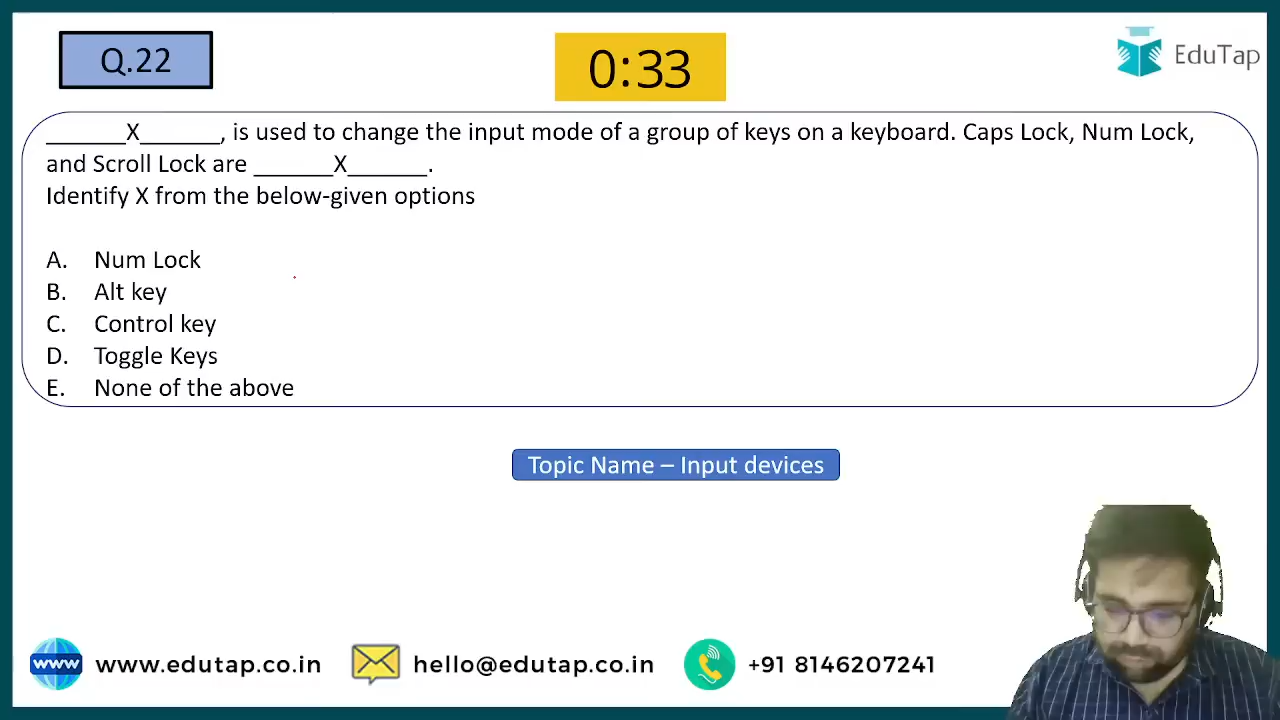 Q.22
0:33
EduTap
______X______, is used to change the input mode of a group of keys on a keyboard. Caps Lock, Num Lock,
and Scroll Lock are ______X______.
Identify X from the below-given options
A. Num Lock
B. Alt key
C. Control key
D. Toggle Keys
E. None of the above
Topic Name – Input devices
www www.edutap.co.in hello@edutap.co.in +91 8146207241